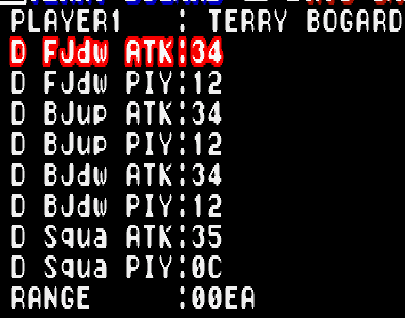 PLAYER1 : TERRY BOGARD
D FJdw ATK:34
D FJdw PIY:12
D BJup ATK:34
D BJup PIY:12
D BJdw ATK:34
D BJdw PIY:12
D Squa ATK:35
D Squa PIY:0C
RANGE :00EA